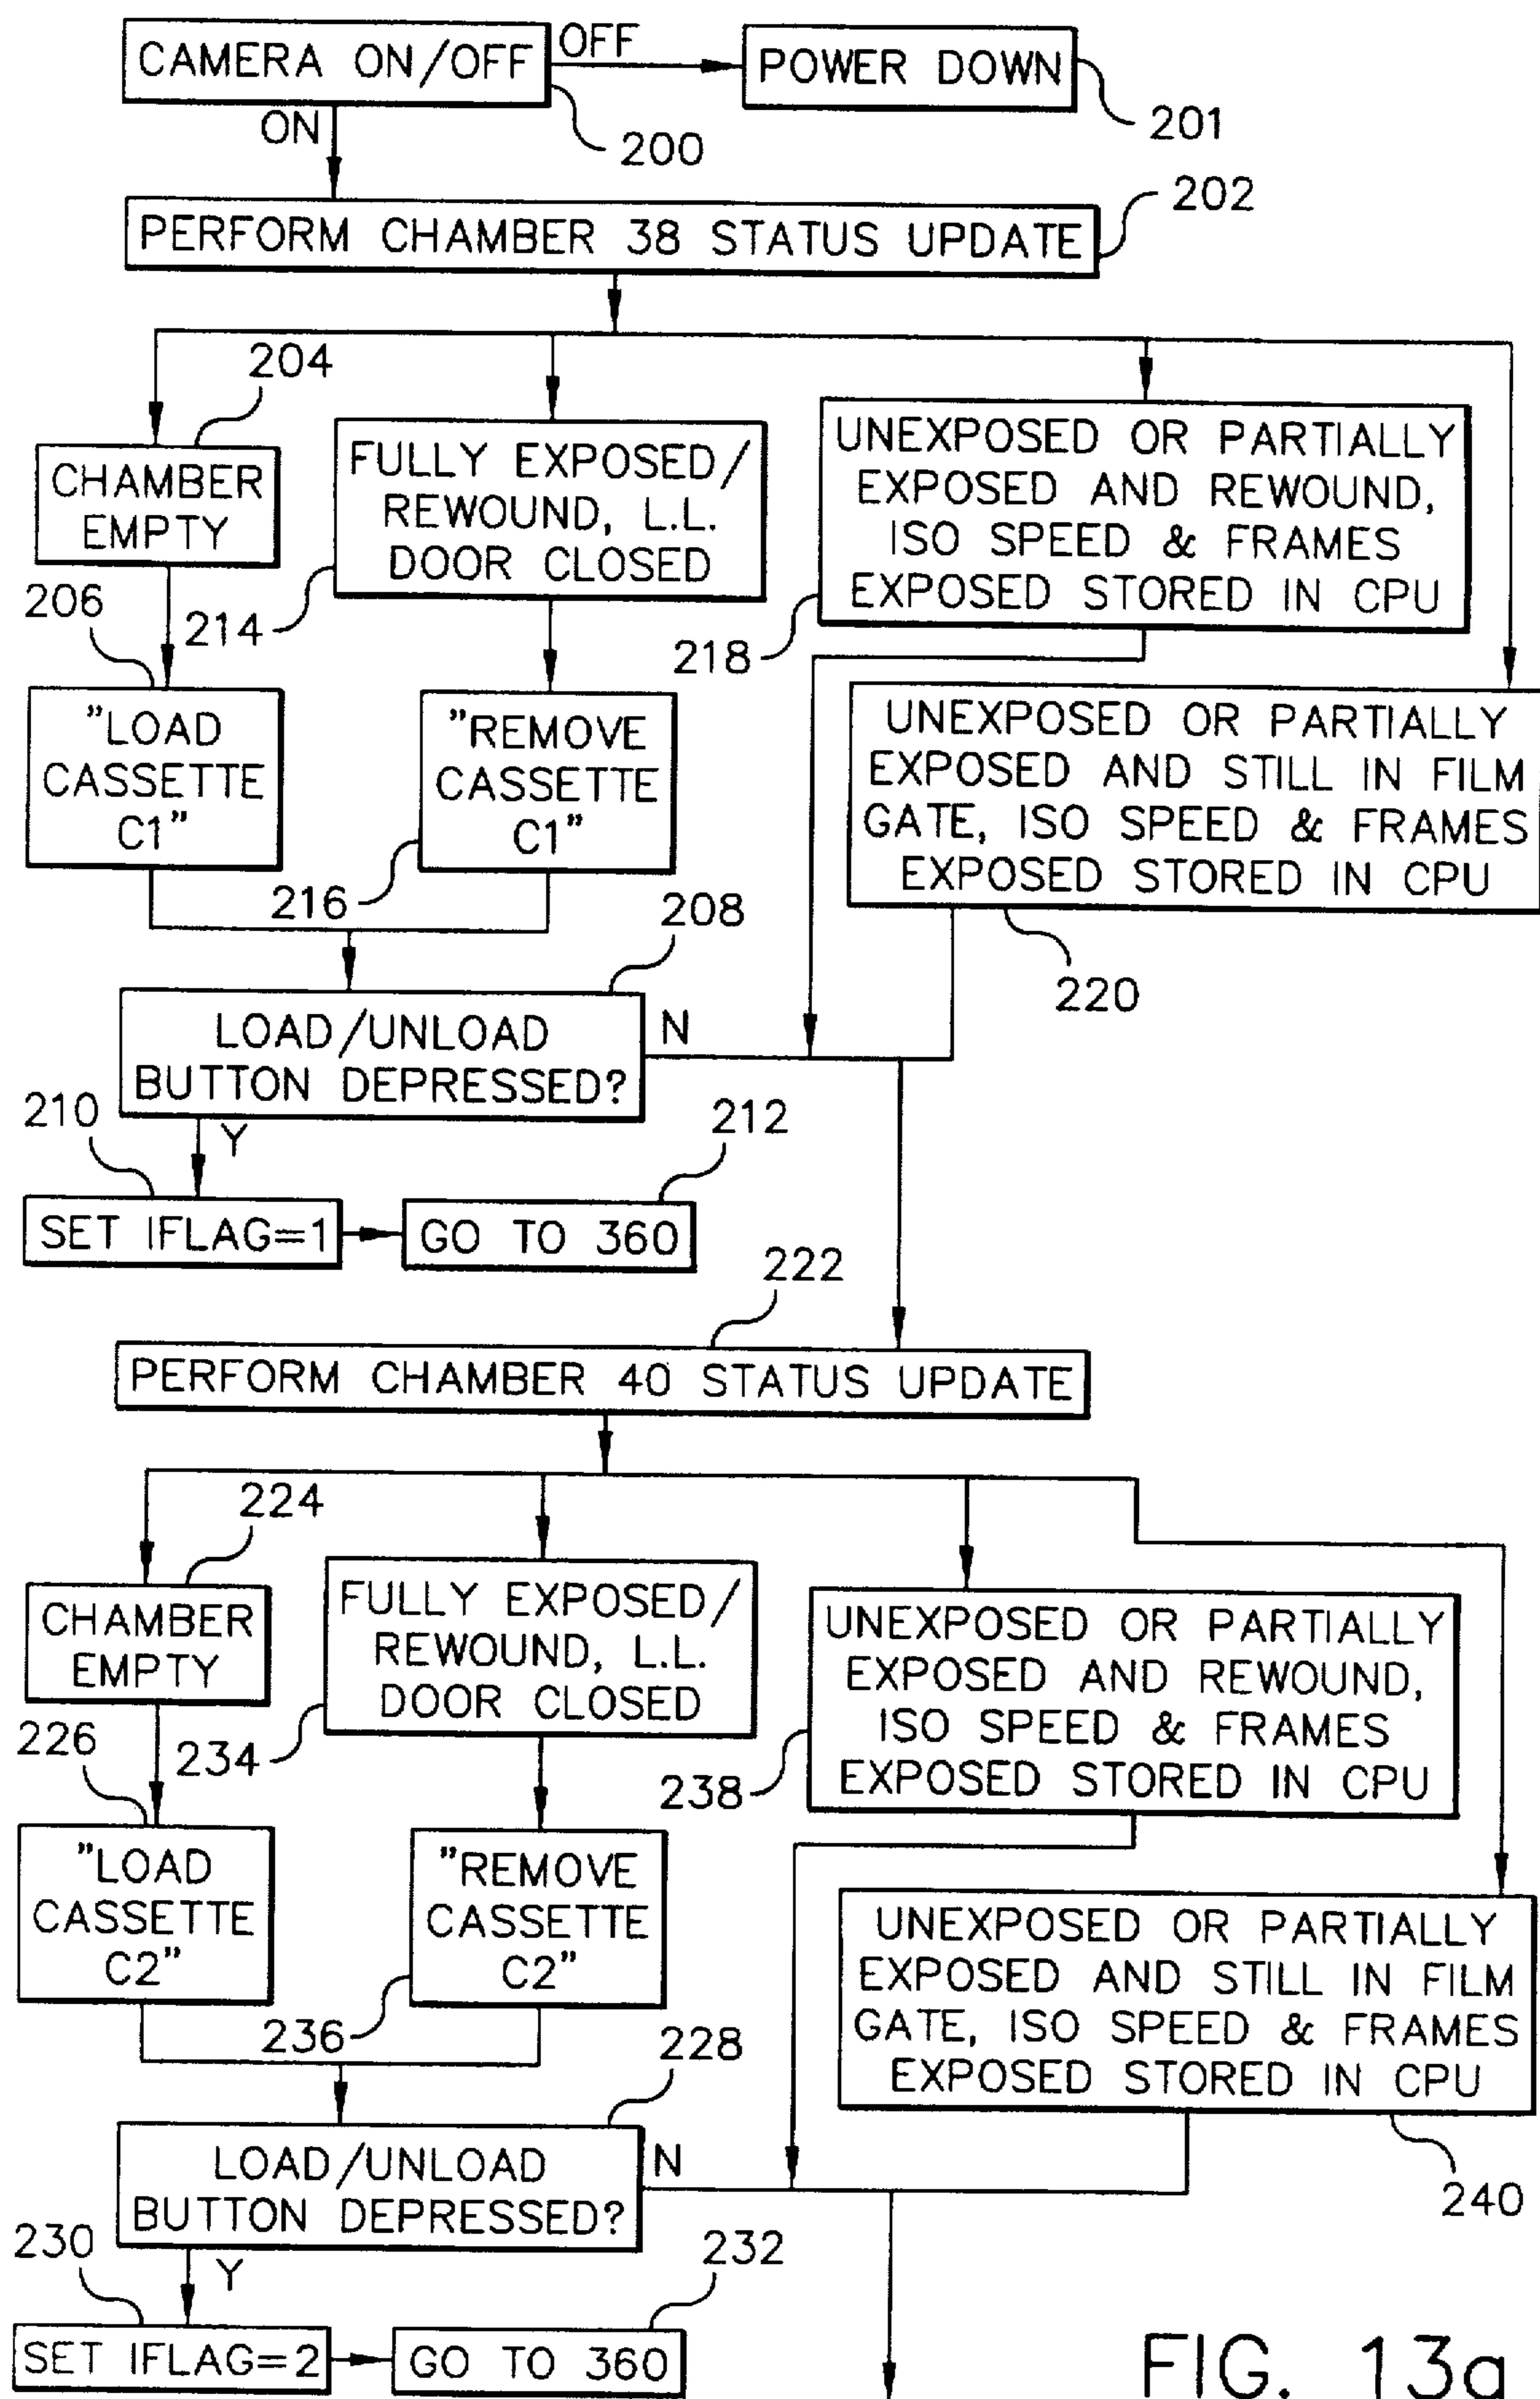 CAMERA ON/OFF
OFF
POWER DOWN
201
ON
200
202
PERFORM CHAMBER 38 STATUS UPDATE
204
CHAMBER
EMPTY
FULLY EXPOSED/
REWOUND, L.L.
DOOR CLOSED
UNEXPOSED OR PARTIALLY
EXPOSED AND REWOUND,
ISO SPEED & FRAMES
EXPOSED STORED IN CPU
206
214
218
"LOAD
CASSETTE
C1"
"REMOVE
CASSETTE
C1"
UNEXPOSED OR PARTIALLY
EXPOSED AND STILL IN FILM
GATE, ISO SPEED & FRAMES
EXPOSED STORED IN CPU
216
208
220
LOAD/UNLOAD
BUTTON DEPRESSED?
N
210
Y
212
SET IFLAG=1
GO TO 360
222
PERFORM CHAMBER 40 STATUS UPDATE
224
CHAMBER
EMPTY
FULLY EXPOSED/
REWOUND, L.L.
DOOR CLOSED
UNEXPOSED OR PARTIALLY
EXPOSED AND REWOUND,
ISO SPEED & FRAMES
EXPOSED STORED IN CPU
226
234
238
"LOAD
CASSETTE
C2"
"REMOVE
CASSETTE
C2"
UNEXPOSED OR PARTIALLY
EXPOSED AND STILL IN FILM
GATE, ISO SPEED & FRAMES
EXPOSED STORED IN CPU
236
228
240
LOAD/UNLOAD
BUTTON DEPRESSED?
N
230
Y
232
SET IFLAG=2
GO TO 360
FIG. 13a